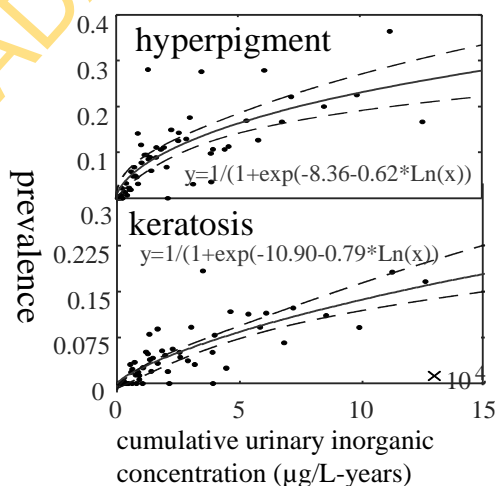 0.4
hyperpigment
0.3
0.2
0.1
y=1/(1+exp(-8.36-0.62*Ln(x))
prevalence
0.3
keratosis
y=1/(1+exp(-10.90-0.79*Ln(x))
0.225
0.15
0.075
0
× 10 4
0 5 10 15
cumulative urinary inorganic
concentration (µg/L-years)